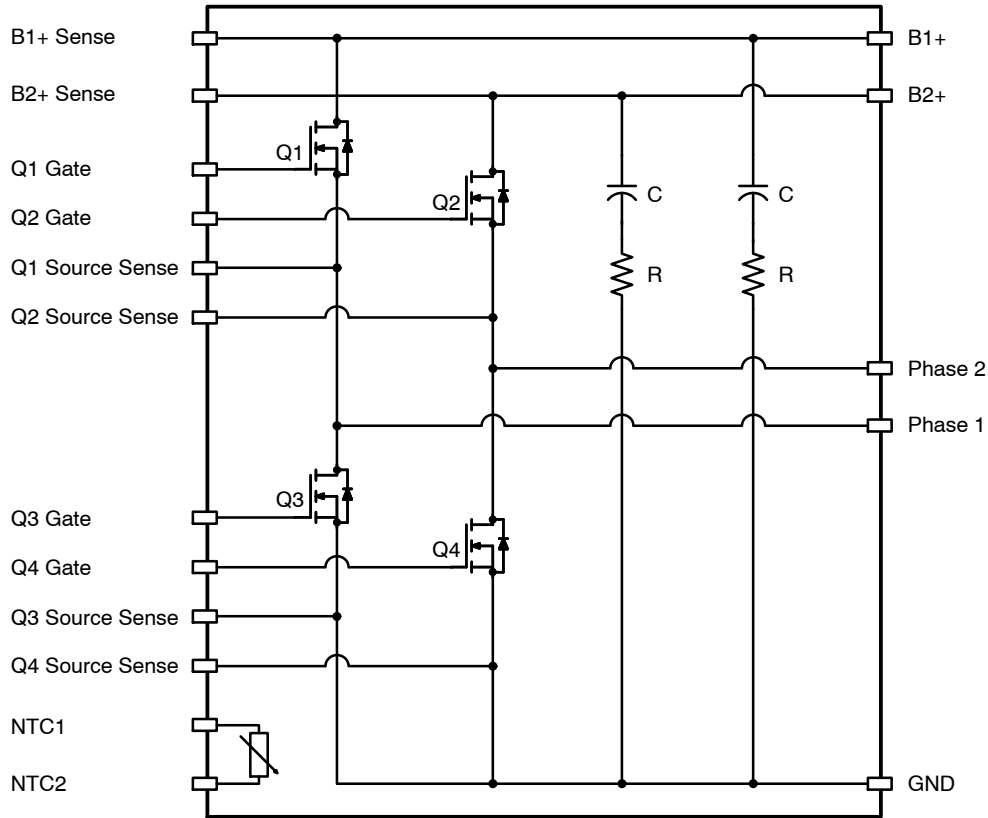 B1+ Sense
B1+
B2+ Sense
B2+
Q1
Q1 Gate
C
C
Q2
Q2 Gate
Q1 Source Sense
R
R
Q2 Source Sense
Phase 2
Phase 1
Q3
Q3 Gate
Q4
Q4 Gate
Q3 Source Sense
Q4 Source Sense
NTC1
NTC2
GND